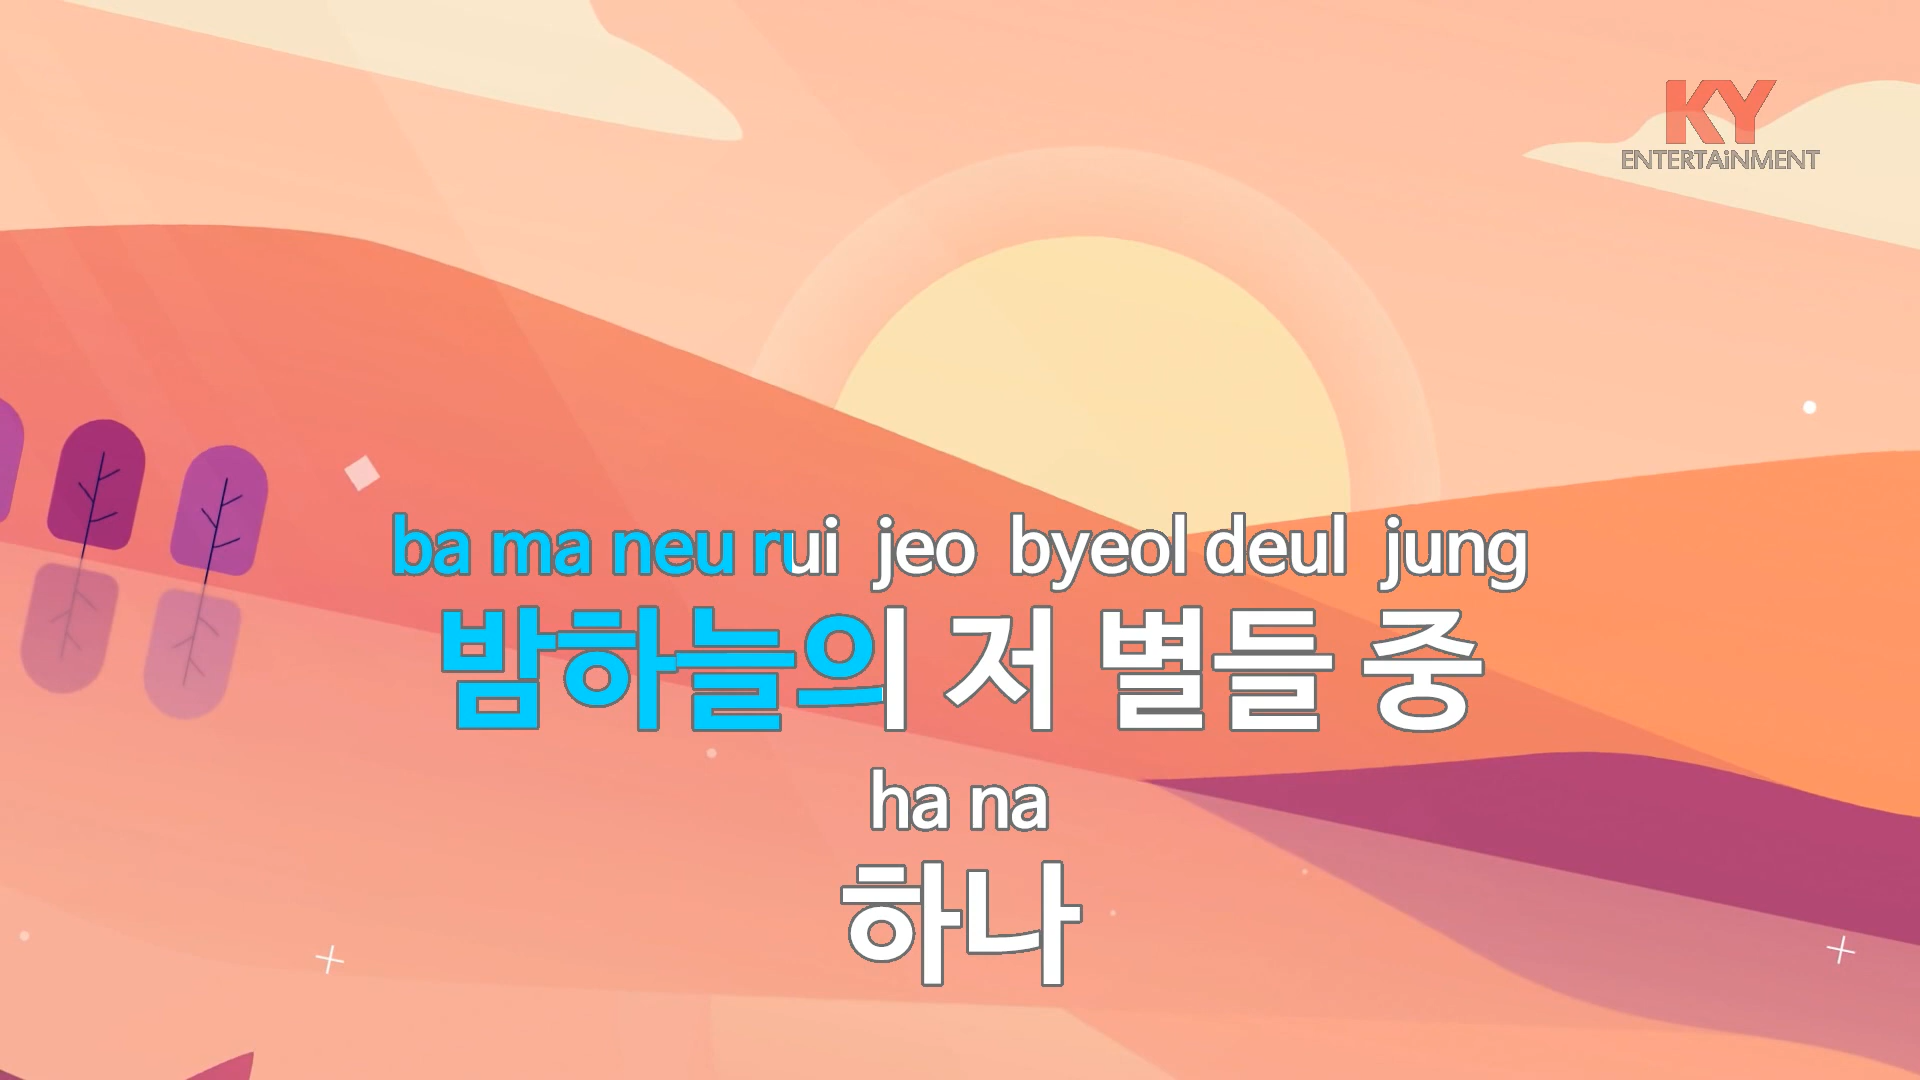 KY
ENTERTAiNMENT
ba ma neu rui jeo byeol deul jung
밤하늘의 저 별들 중
ha na
하나